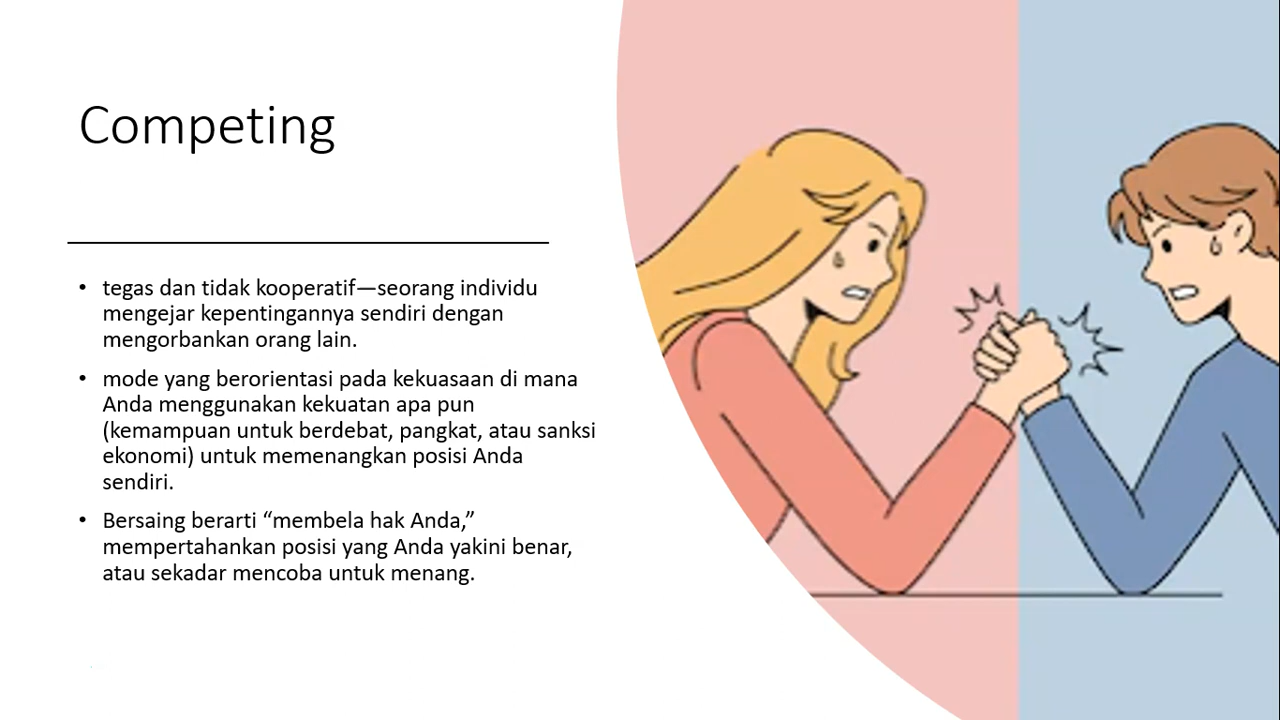 Competing
• tegas dan tidak kooperatif—seorang individu
mengejar kepentingannya sendiri dengan
mengorbankan orang lain.
• mode yang berorientasi pada kekuasaan di mana
Anda menggunakan kekuatan apa pun
(kemampuan untuk berdebat, pangkat, atau sanksi
ekonomi) untuk memenangkan posisi Anda
sendiri.
• Bersaing berarti “membela hak Anda,”
mempertahankan posisi yang Anda yakini benar,
atau sekadar mencoba untuk menang.